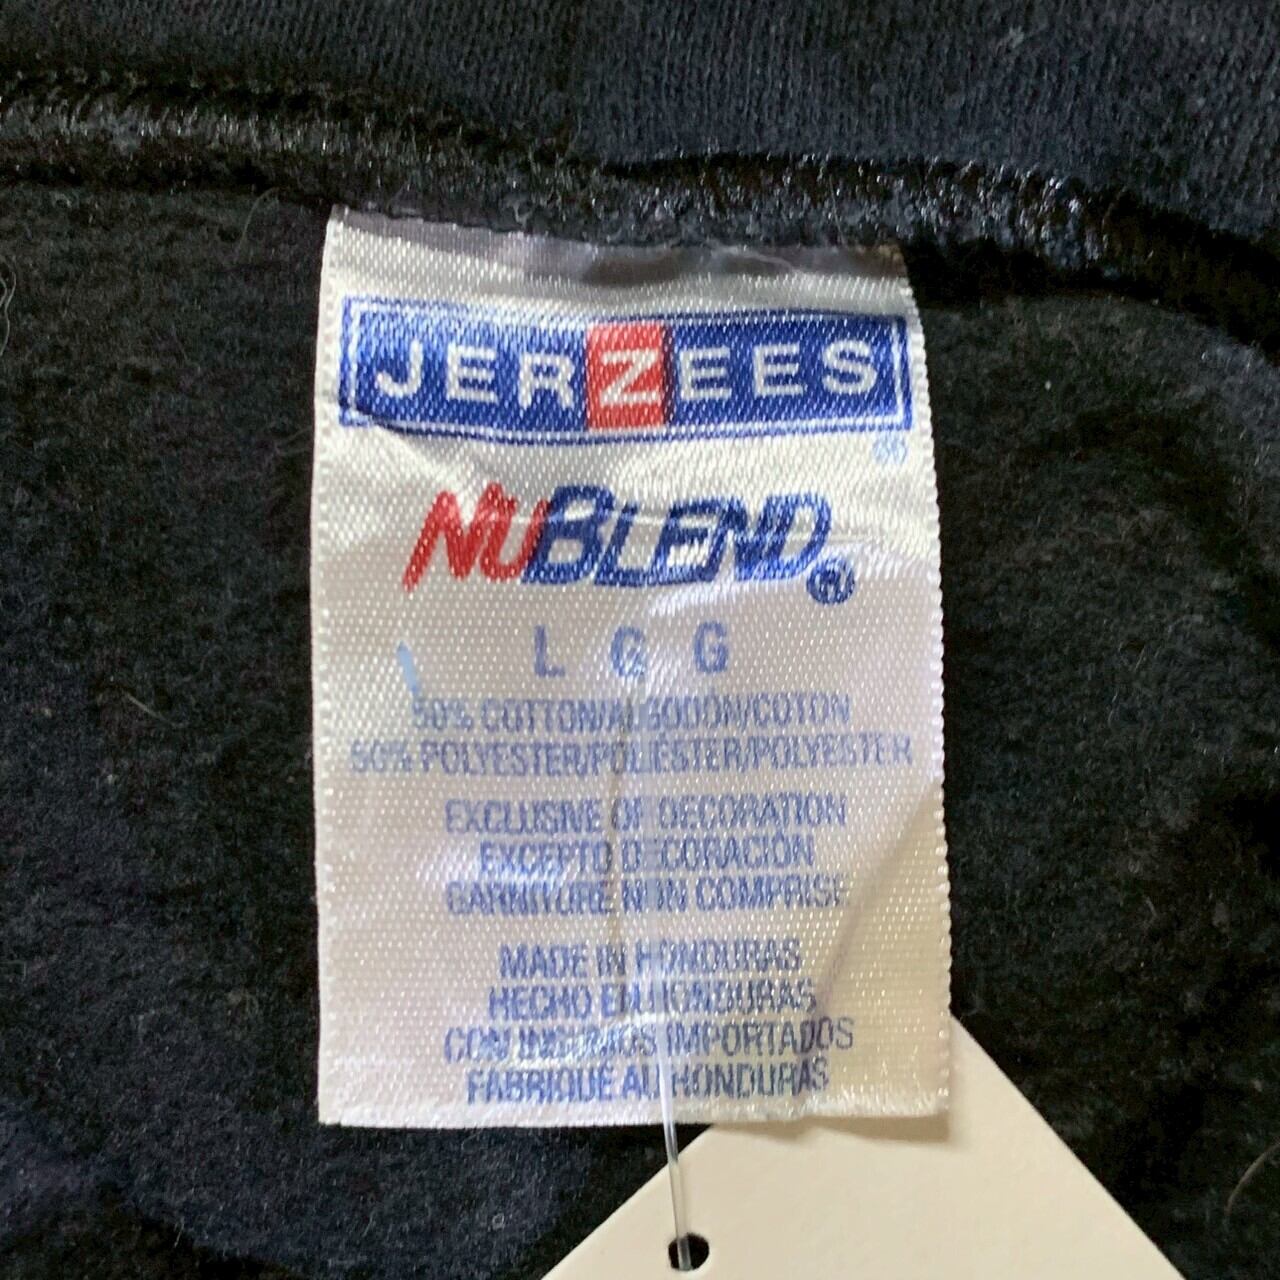 JERZEES
®
NUBLEND®
L G G
50% COTTON/ALGODÓN/COTON
50% POLYESTER/POLIÉSTER/POLYESTER
EXCLUSIVE OF DECORATION
EXCEPTO DECORACIÓN
GARNITURE NON COMPRISE
MADE IN HONDURAS
HECHO EN HONDURAS
CON INSUMOS IMPORTADOS
FABRIQUÉ AU HONDURAS